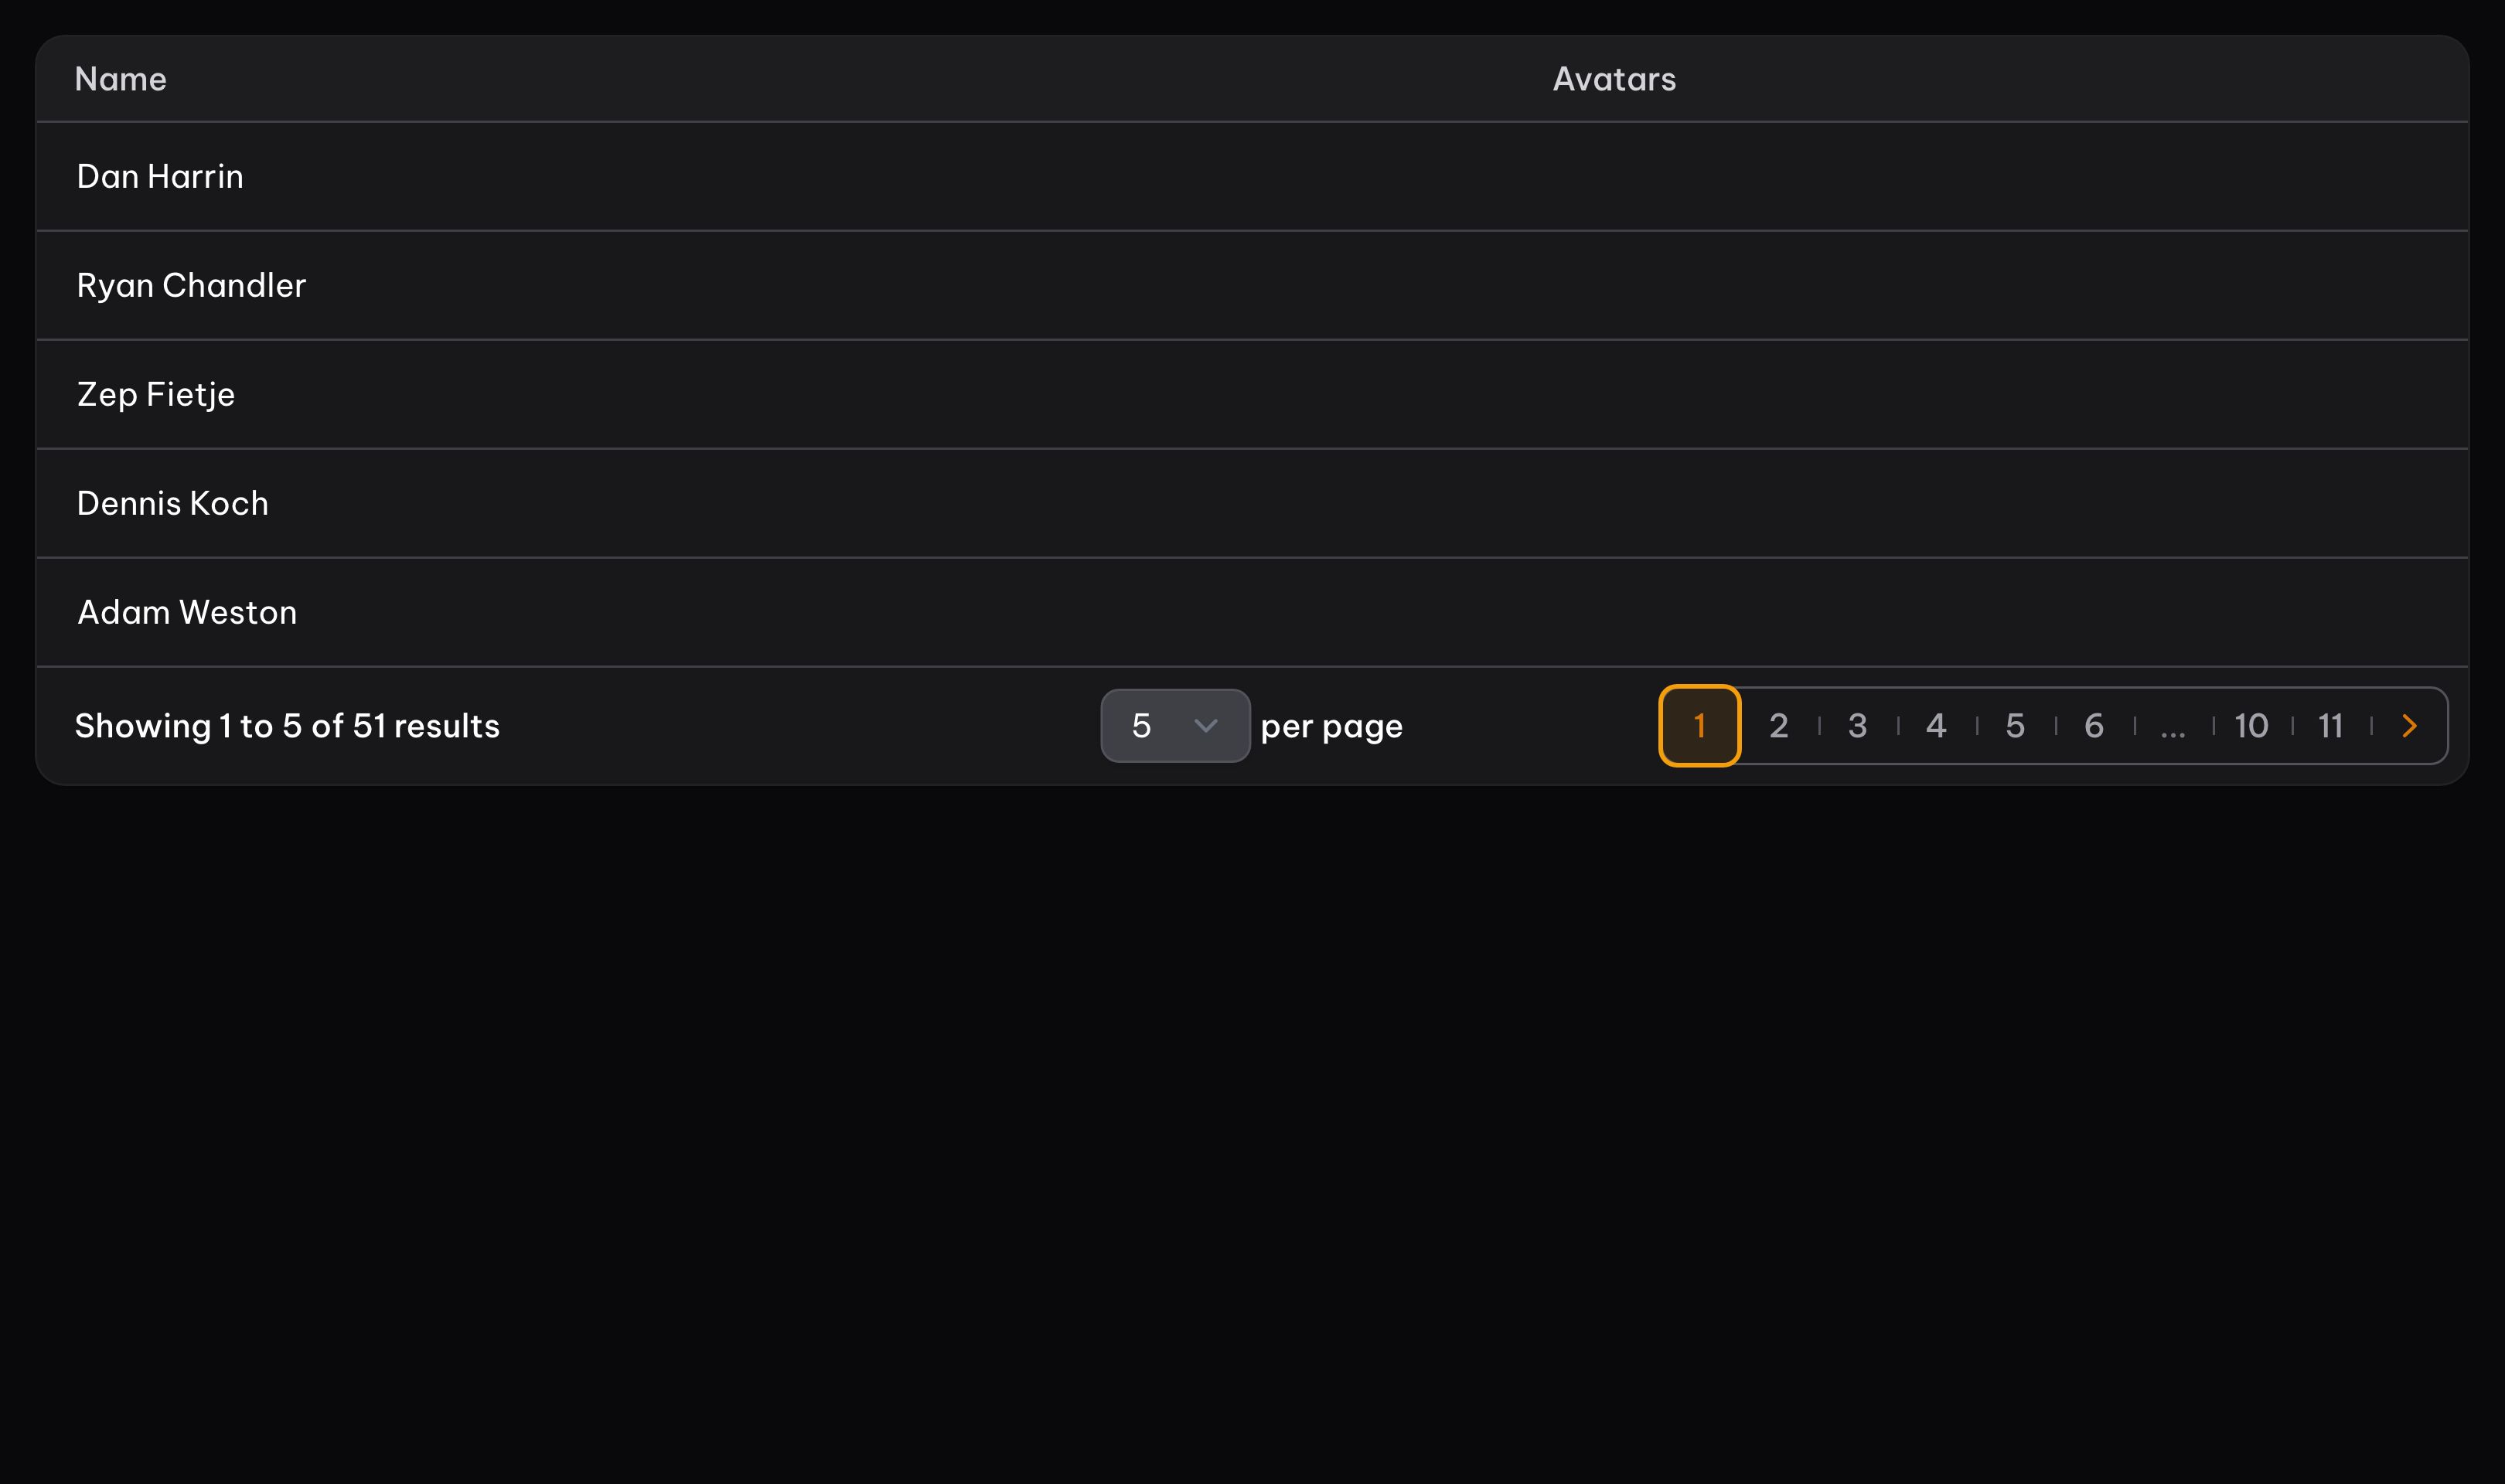 Name Avatars
Dan Harrin
Ryan Chandler
Zep Fietje
Dennis Koch
Adam Weston
Showing 1 to 5 of 51 results 5 per page 1 2 3 4 5 6 ... 10 11